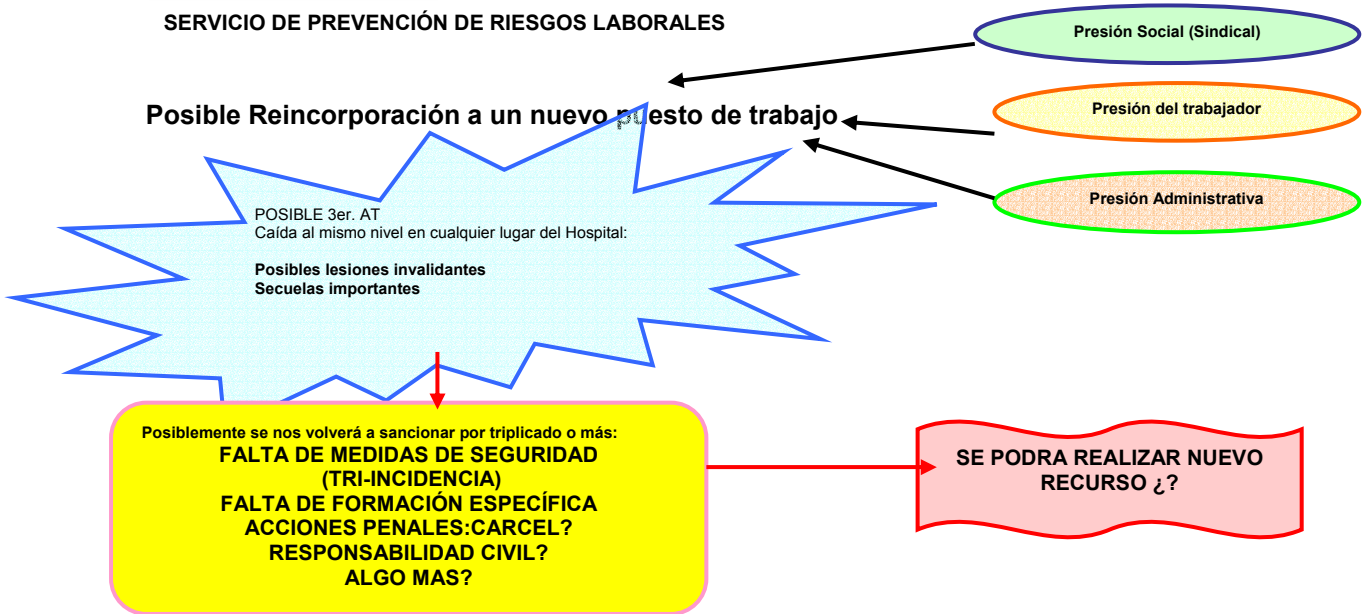 SERVICIO DE PREVENCIÓN DE RIESGOS LABORALES
Presión Social (Sindical)
Posible Reincorporación a un nuevo puesto de trabajo
Presión del trabajador
Presión Administrativa
POSIBLE 3er. AT
Caída al mismo nivel en cualquier lugar del Hospital:
Posibles lesiones invalidantes
Secuelas importantes
Posiblemente se nos volverá a sancionar por triplicado o más:
FALTA DE MEDIDAS DE SEGURIDAD
(TRI-INCIDENCIA)
FALTA DE FORMACIÓN ESPECÍFICA
ACCIONES PENALES:CARCEL?
RESPONSABILIDAD CIVIL?
ALGO MAS?
SE PODRA REALIZAR NUEVO
RECURSO ¿?